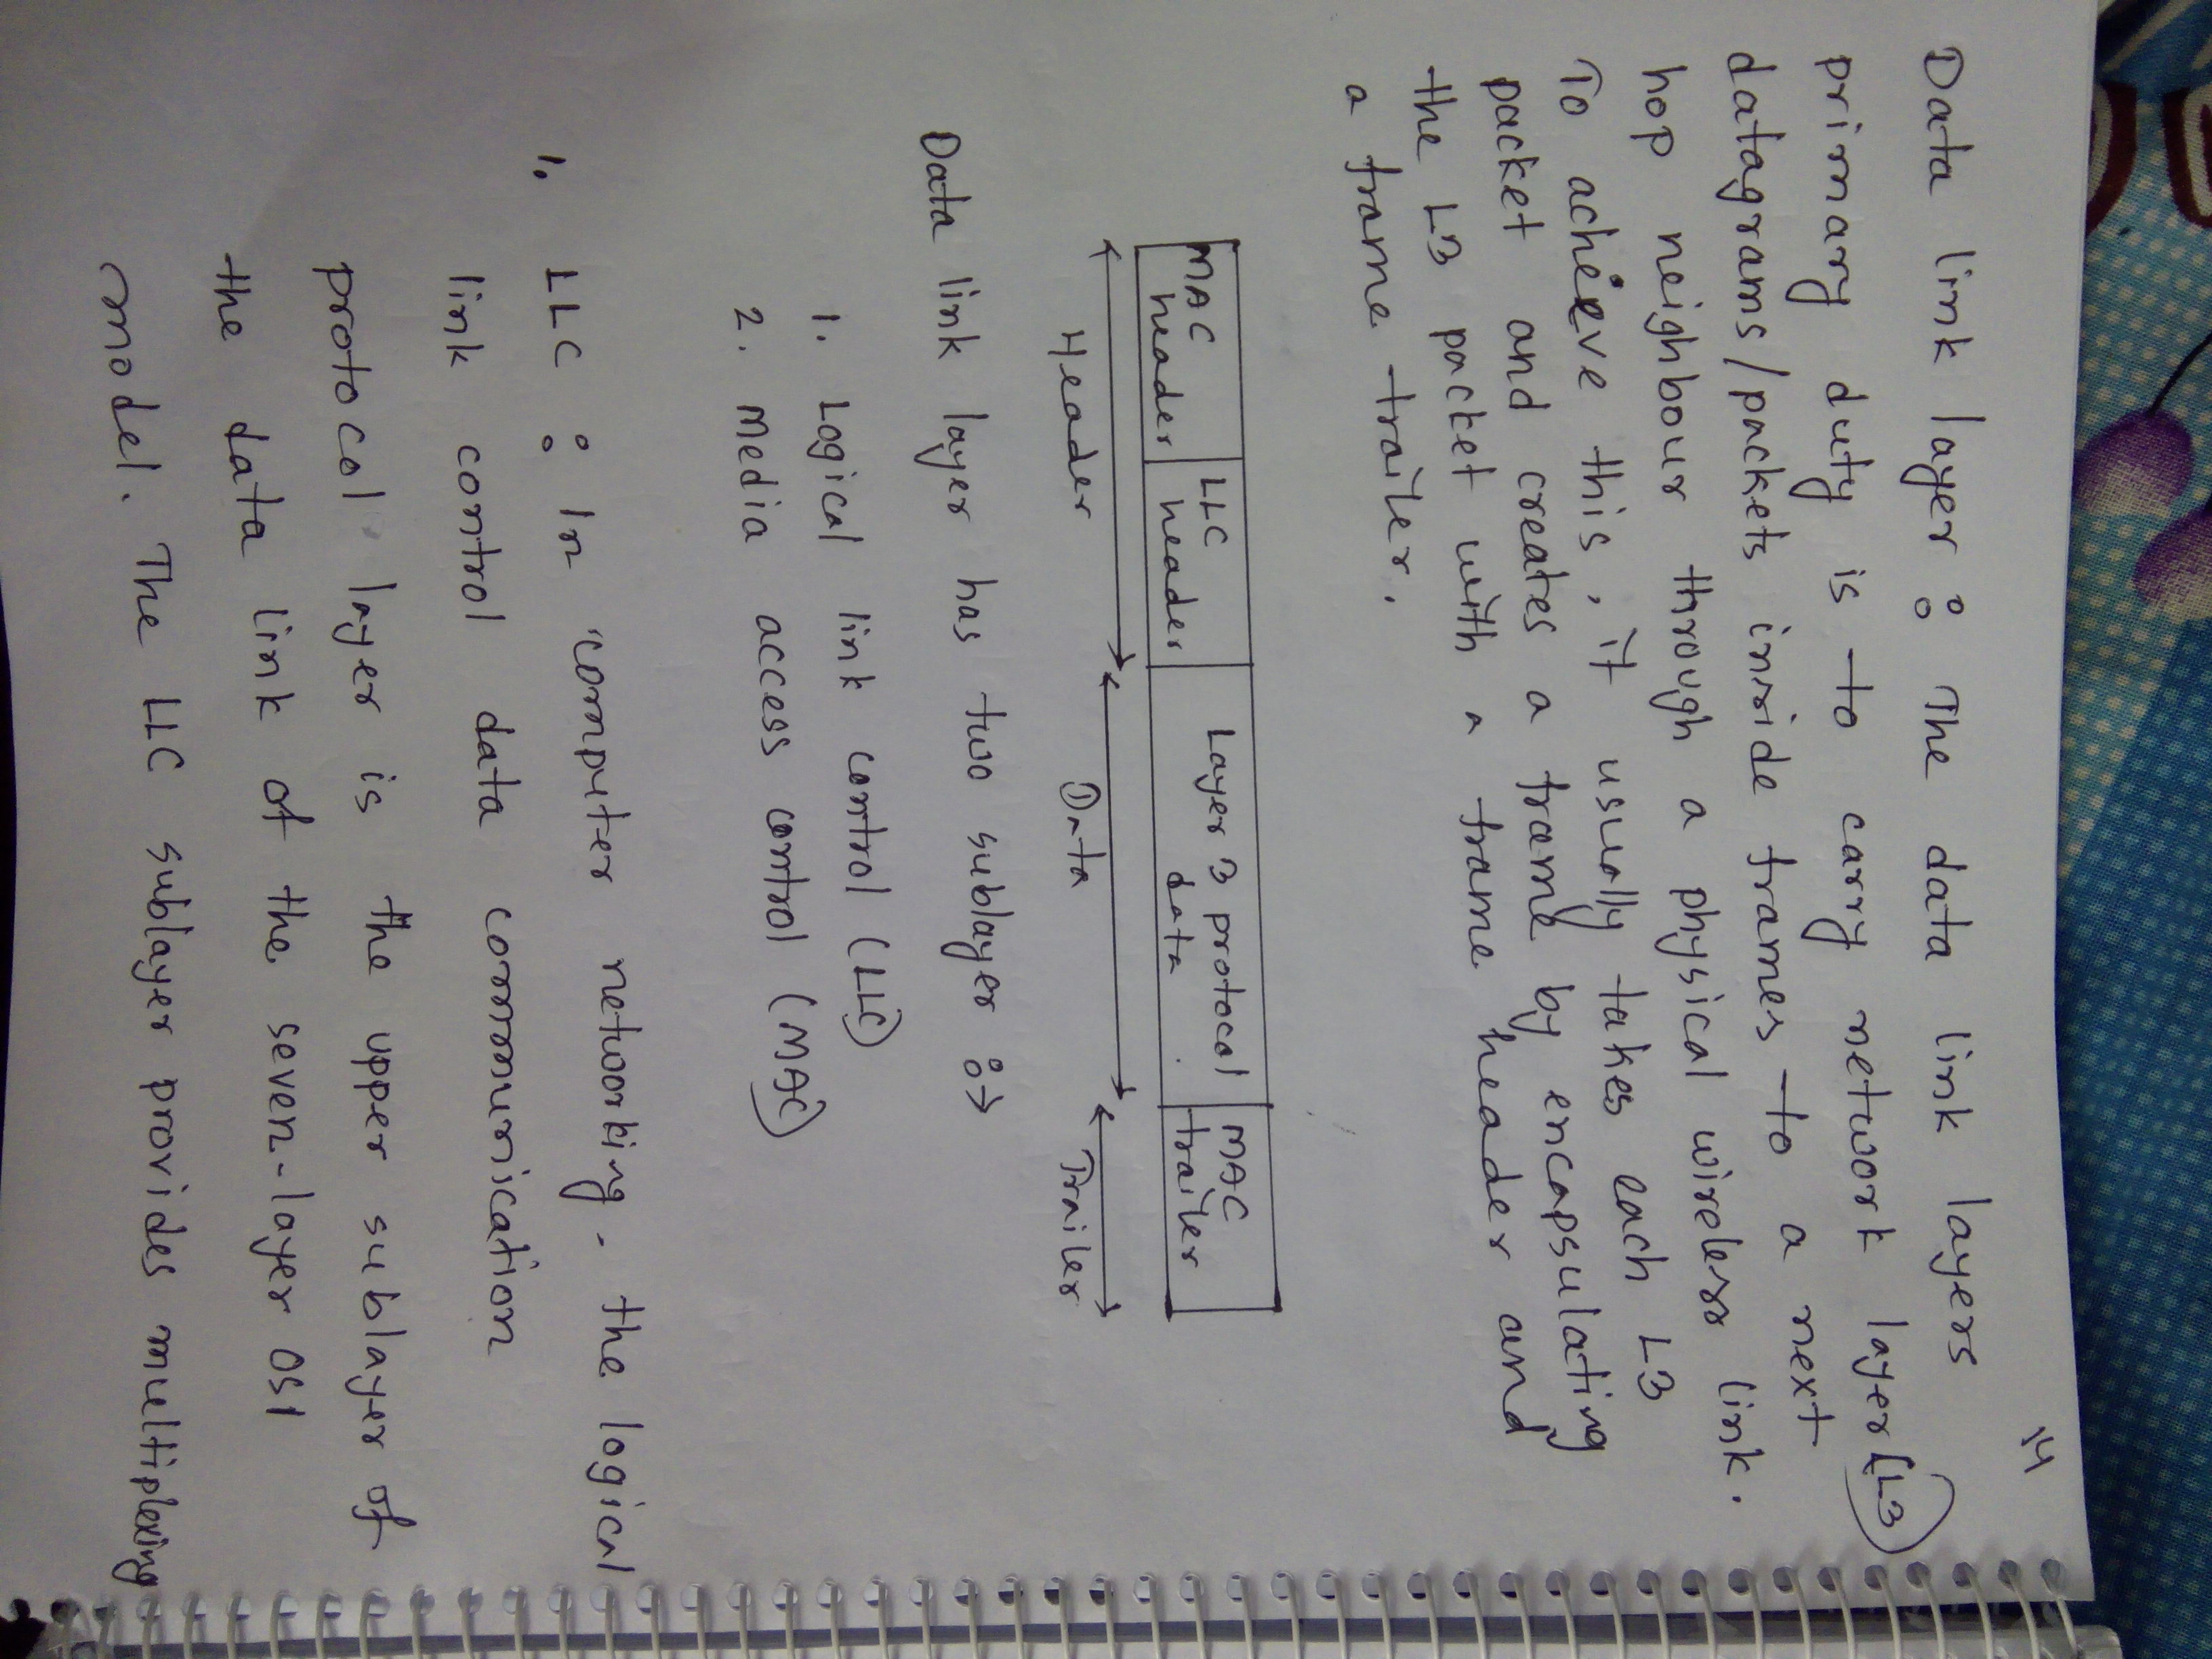 14
Data link layer : The data link layers
primary duty is to carry network layer (L3)
datagrams/packets inside frames to a next
hop neighbour through a physical wireless link.
To acheieve this, it usually takes each L3
packet and creates a frame by encapsulating
the L3 packet with a frame header and
a frame trailer.
MAC LLC Layer 3 protocol MAC
header header data trailer
Header Data Trailer
Data link layer has two sublayer :→
1. Logical link control (LLC)
2. Media access control (MAC)
1. LLC : In computer networking, the logical
link control data communication
protocol layer is the upper sublayer of
the data link of the seven-layer OSI
model. The LLC sublayer provides multiplexing